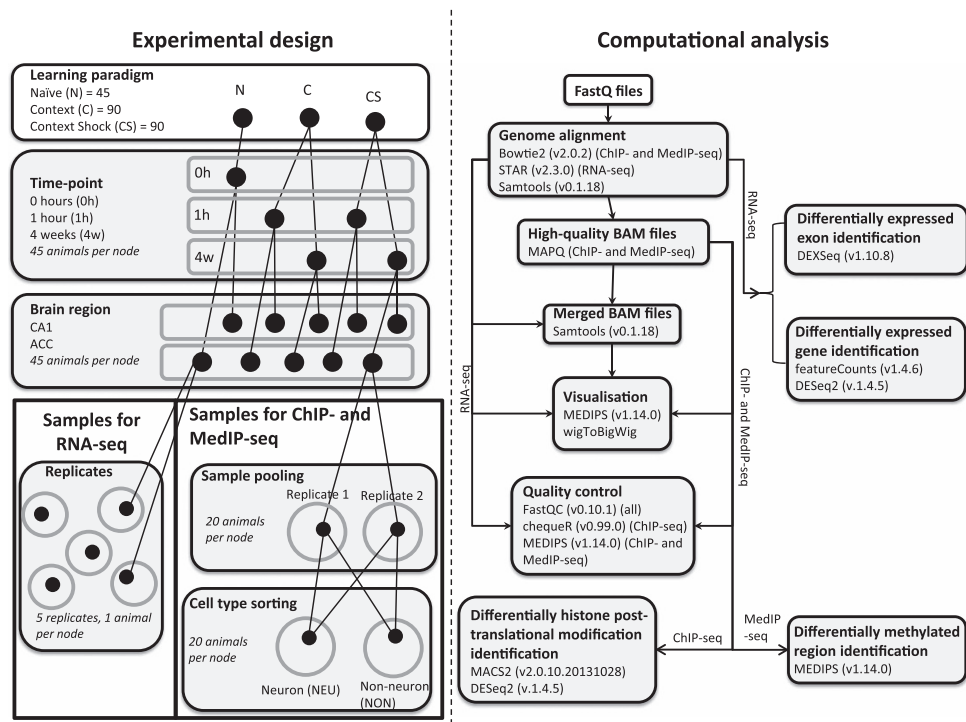 Experimental design
Learning paradigm
Naïve (N) = 45
Context (C) = 90
Context Shock (CS) = 90
N
C
CS
Time-point
0 hours (0h)
1 hour (1h)
4 weeks (4w)
45 animals per node
0h
1h
4w
Brain region
CA1
ACC
45 animals per node
Samples for
RNA-seq
Replicates
5 replicates, 1 animal
per node
Samples for ChIP- and
MedIP-seq
Sample pooling
Replicate 1
Replicate 2
20 animals
per node
Cell type sorting
20 animals
per node
Neuron (NEU)
Non-neuron
(NON)
Computational analysis
FastQ files
Genome alignment
Bowtie2 (v2.0.2) (ChIP- and MedIP-seq)
STAR (v2.3.0) (RNA-seq)
Samtools (v0.1.18)
High-quality BAM files
MAPQ (ChIP- and MedIP-seq)
Merged BAM files
Samtools (v0.1.18)
Visualisation
MEDIPS (v1.14.0)
wigToBigWig
Quality control
FastQC (v0.10.1) (all)
chequeR (v0.99.0) (ChIP-seq)
MEDIPS (v1.14.0) (ChIP- and
MedIP-seq)
RNA-seq
RNA-seq
ChIP- and MedIP-seq
Differentially expressed
exon identification
DEXSeq (v1.10.8)
Differentially expressed
gene identification
featureCounts (v1.4.6)
DESeq2 (v.1.4.5)
Differentially histone post-
translational modification
identification
MACS2 (v2.0.10.20131028)
DESeq2 (v.1.4.5)
ChIP-seq
MedIP
-seq
Differentially methylated
region identification
MEDIPS (v1.14.0)